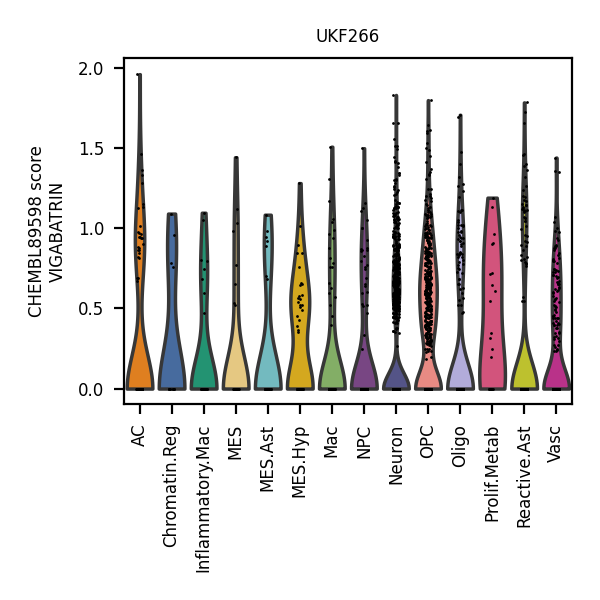 UKF266
CHEMBL89598 score
VIGABATRIN
2.0
1.5
1.0
0.5
0.0
AC
Chromatin.Reg
Inflammatory.Mac
MES
MES.Ast
MES.Hyp
Mac
NPC
Neuron
OPC
Oligo
Prolif.Metab
Reactive.Ast
Vasc